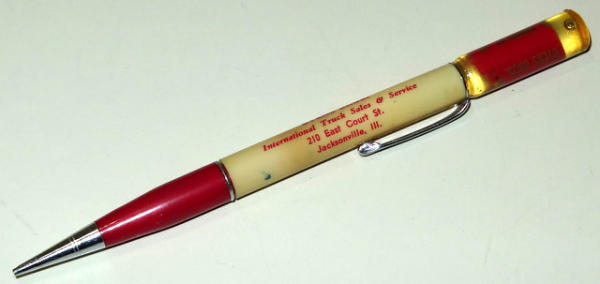 International Truck Sales & Service
210 East Court St.
Jacksonville, Ill.